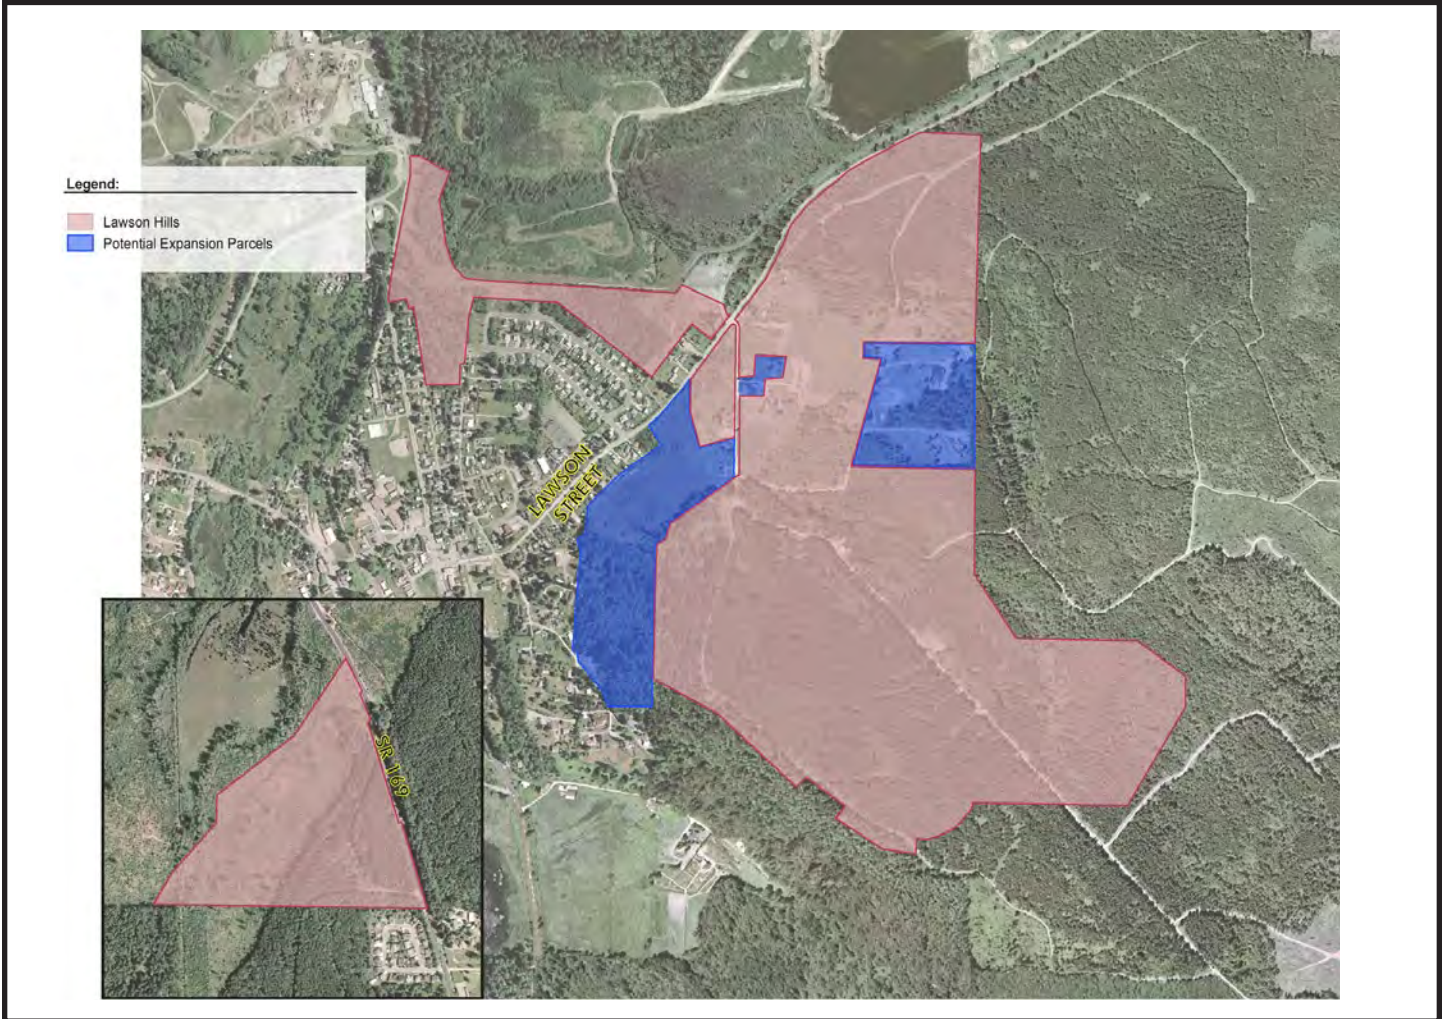 Legend:
Lawson Hills
Potential Expansion Parcels
LAWSON
STREET
SR 169